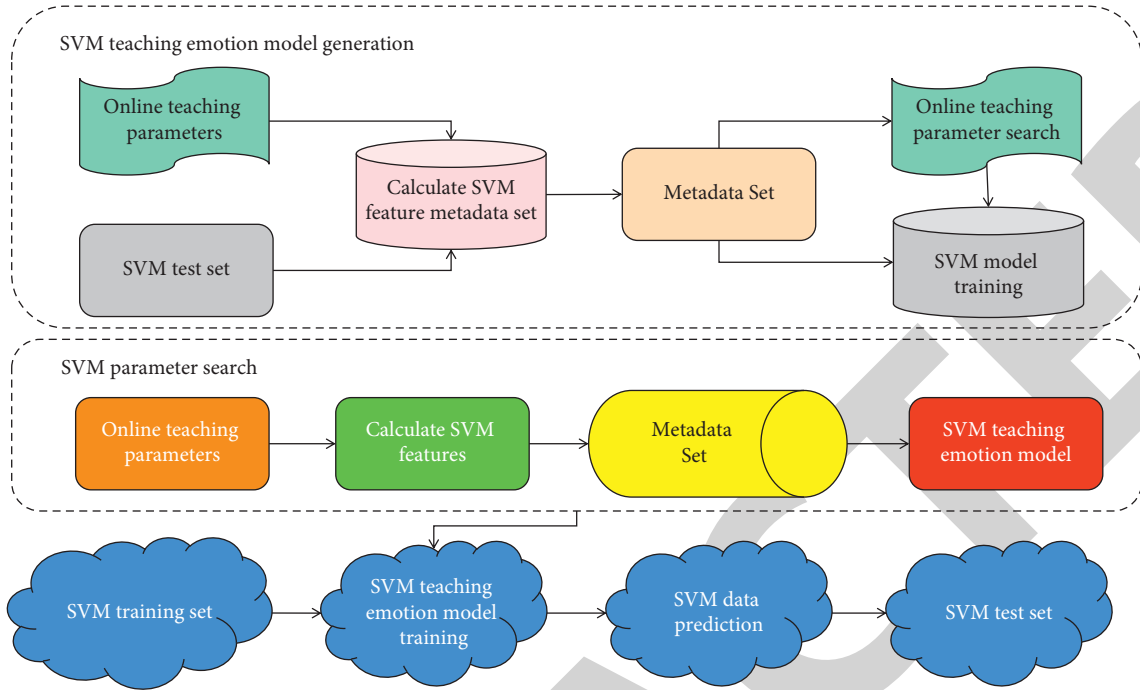 SVM teaching emotion model generation
Online teaching
parameters
Online teaching
parameter search
Calculate SVM
feature metadata set
Metadada Set
SVM test set
SVM model
training
SVM parameter search
Online teaching
parameters
Calculate SVM
features
Metadata
Set
SVM teaching
emotion model
SVM training set
SVM teaching
emotion model
training
SVM data
prediction
SVM test set